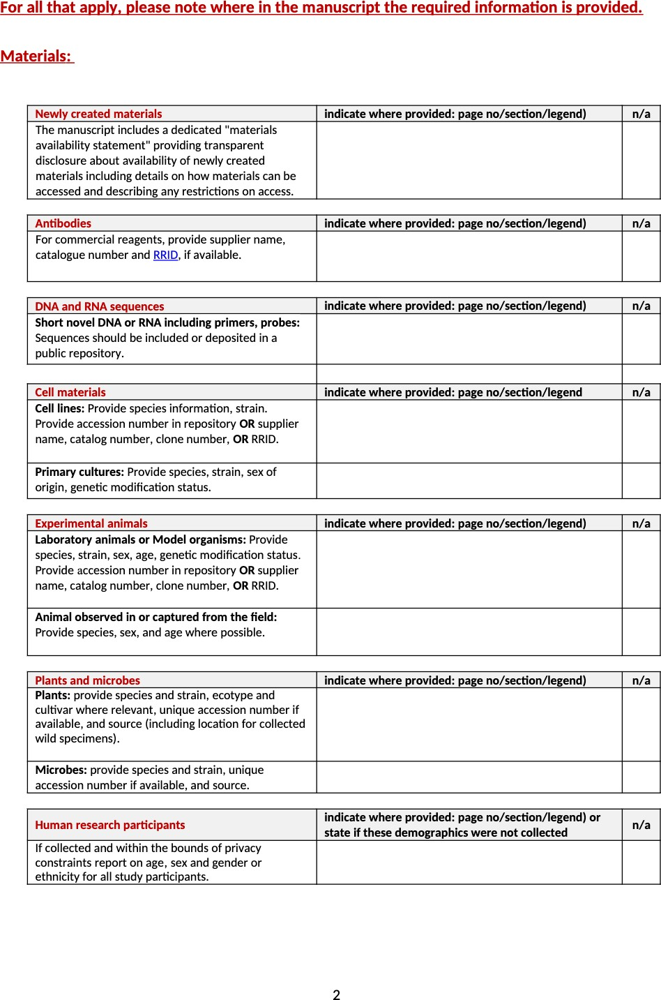 For all that apply, please note where in the manuscript the required information is provided.
Materials:
Newly created materials indicate where provided: page no/section/legend) n/a
The manuscript includes a dedicated "materials
availability statement" providing transparent
disclosure about availability of newly created
materials including details on how materials can be
accessed and describing any restrictions on access.
Antibodies indicate where provided: page no/section/legend) n/a
For commercial reagents, provide supplier name,
catalogue number and RRID, if available.
DNA and RNA sequences indicate where provided: page no/section/legend) n/a
Short novel DNA or RNA including primers, probes:
Sequences should be included or deposited in a
public repository.
Cell materials indicate where provided: page no/section/legend n/a
Cell lines: Provide species information, strain.
Provide accession number in repository OR supplier
name, catalog number, clone number, OR RRID.
Primary cultures: Provide species, strain, sex of
origin, genetic modification status.
Experimental animals indicate where provided: page no/section/legend) n/a
Laboratory animals or Model organisms: Provide
species, strain, sex, age, genetic modification status.
Provide accession number in repository OR supplier
name, catalog number, clone number, OR RRID.
Animal observed in or captured from the field:
Provide species, sex, and age where possible.
Plants and microbes indicate where provided: page no/section/legend) n/a
Plants: provide species and strain, ecotype and
cultivar where relevant, unique accession number if
available, and source (including location for collected
wild specimens).
Microbes: provide species and strain, unique
accession number if available, and source.
Human research participants indicate where provided: page no/section/legend) or n/a
state if these demographics were not collected
If collected and within the bounds of privacy
constraints report on age, sex and gender or
ethnicity for all study participants.
2